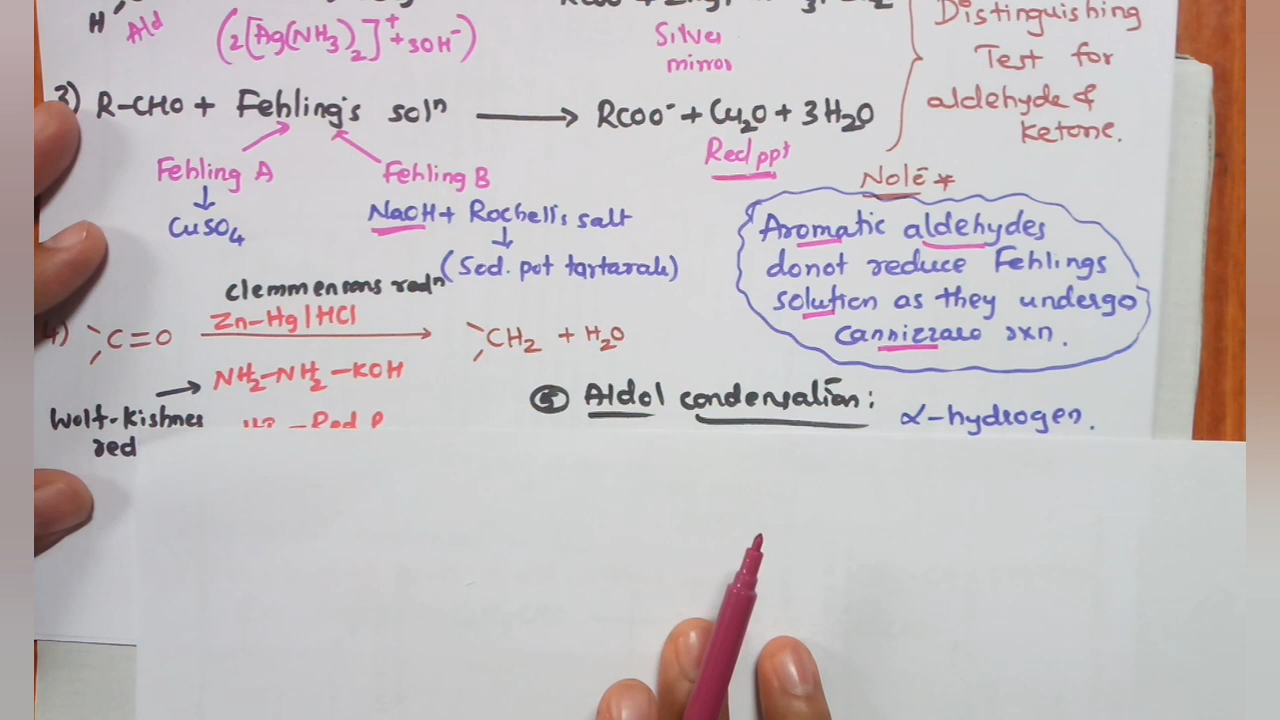 H Ald
(2[Ag(NH3)2]+ + 3OH-)
Silver
mirror
Distinguishing
Test for
aldehyde &
ketone.
3) R-CHO + Fehling's solⁿ ⟶ RCOO⁻ + Cu₂O + 3H₂O
Red ppt
Fehling A
Fehling B
CuSO₄
NaOH + Rochell's salt
(Sod. pot tartarate)
Note *
Aromatic aldehydes
donot reduce Fehlings
solution as they undergo
Cannizzaro rxn.
clemmensons redⁿ
Zn-Hg/HCl
4) C=O ⟶ CH₂ + H₂O
NH₂-NH₂-KOH
Wolf-Kishner
red
- Red P
⑤ Aldol condensation:
α-hydrogen.